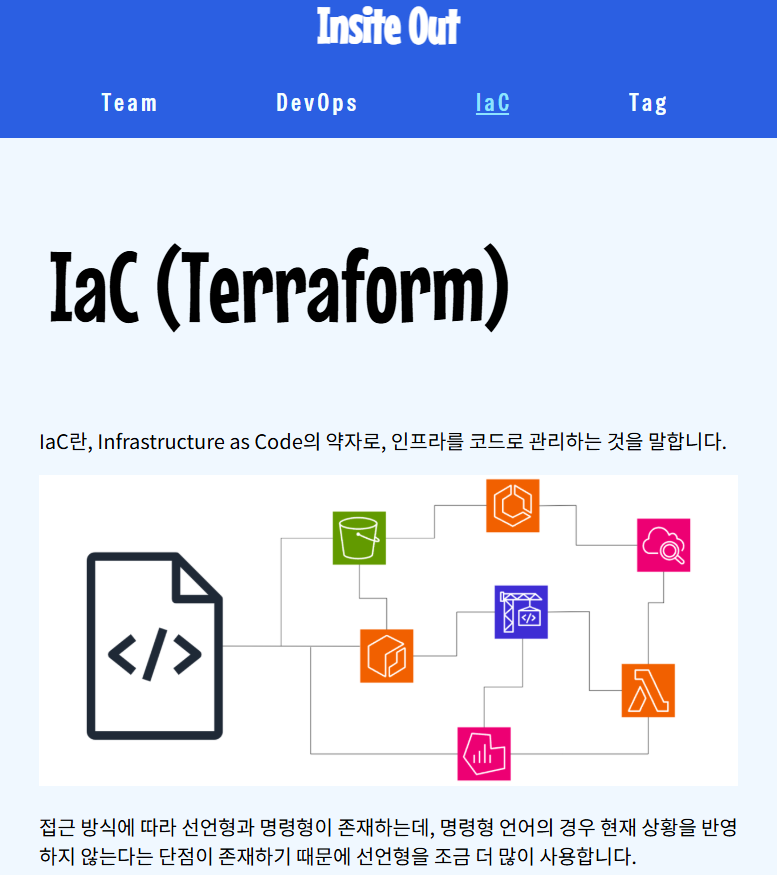 Insite Out
Team
DevOps
IaC
Tag
IaC (Terraform)
IaC란, Infrastructure as Code의 약자로, 인프라를 코드로 관리하는 것을 말합니다.
</>
</>
접근 방식에 따라 선언형과 명령형이 존재하는데, 명령형 언어의 경우 현재 상황을 반영
하지 않는다는 단점이 존재하기 때문에 선언형을 조금 더 많이 사용합니다.